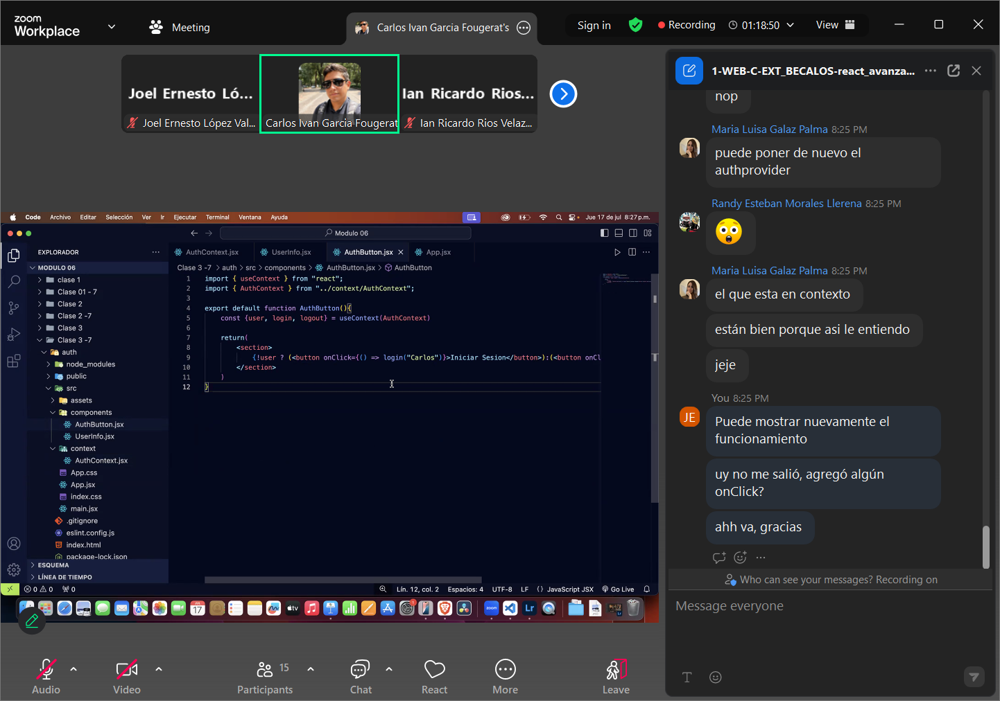 zoom
Workplace
Meeting
Carlos Ivan Garcia Fougerat's
Sign in
Recording
01:18:50
View
Joel Ernesto Ló...
Joel Ernesto López Val...
Carlos Ivan Garcia Fougerat
Ian Ricardo Rios...
Ian Ricardo Rios Velaz...
Code Archivo Editar Selección Ver Ir Ejecutar Terminal Ventana Ayuda
Jue 17 de jul 8:27 p.m.
Modulo 06
EXPLORADOR
MODULO 06
clase 1
Clase 01 - 7
Clase 2
Clase 2 -7
Clase 3
Clase 3 -7
auth
node_modules
public
src
assets
components
AuthButton.jsx
UserInfo.jsx
context
AuthContext.jsx
App.css
App.jsx
index.css
main.jsx
.gitignore
eslint.config.js
index.html
package-lock.json
ESQUEMA
LÍNEA DE TIEMPO
AuthContext.jsx
UserInfo.jsx
AuthButton.jsx
App.jsx
Clase 3 -7 > auth > src > components > AuthButton.jsx > AuthButton
1 import { useContext } from "react";
2 import { AuthContext } from "../context/AuthContext";
3
4 export default function AuthButton(){
5 const {user, login, logout} = useContext(AuthContext)
6
7 return(
8 <section>
9 {!user ? (<button onClick={() => login("Carlos")}>Iniciar Sesion</button>):(<button onCl
10 </section>
11 )
12 }
0 0 0
Lín. 12, col. 2
Espacios: 4
UTF-8
LF
{} JavaScript JSX
Go Live
JUL
17
tv
1
zoom
Lr
Audio
Video
Participants
15
Chat
React
More
Leave
1-WEB-C-EXT_BECALOS-react_avanza...
nop
Maria Luisa Galaz Palma 8:25 PM
puede poner de nuevo el
authprovider
Randy Esteban Morales Llerena 8:25 PM
Maria Luisa Galaz Palma 8:25 PM
el que esta en contexto
están bien porque asi le entiendo
jeje
You 8:25 PM
JE
Puede mostrar nuevamente el
funcionamiento
uy no me salió, agregó algún
onClick?
ahh va, gracias
Who can see your messages? Recording on
Message everyone